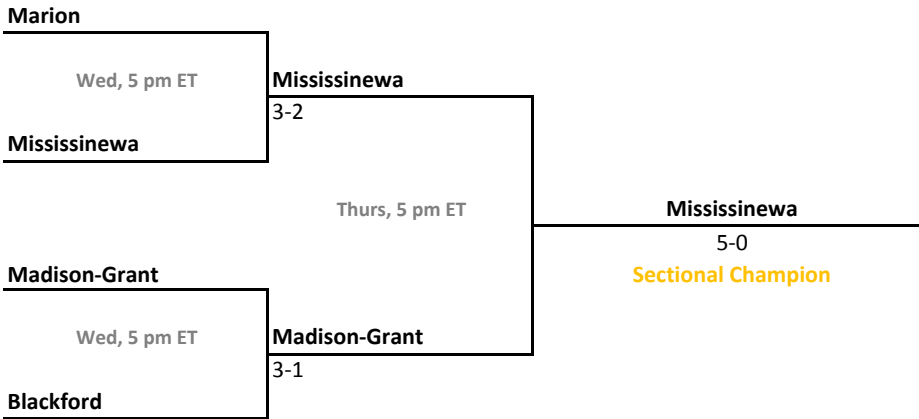 Marion
Wed, 5 pm ET
Mississinewa
3-2
Mississinewa
Thurs, 5 pm ET
Mississinewa
5-0
Sectional Champion
Madison-Grant
Wed, 5 pm ET
Madison-Grant
3-1
Blackford